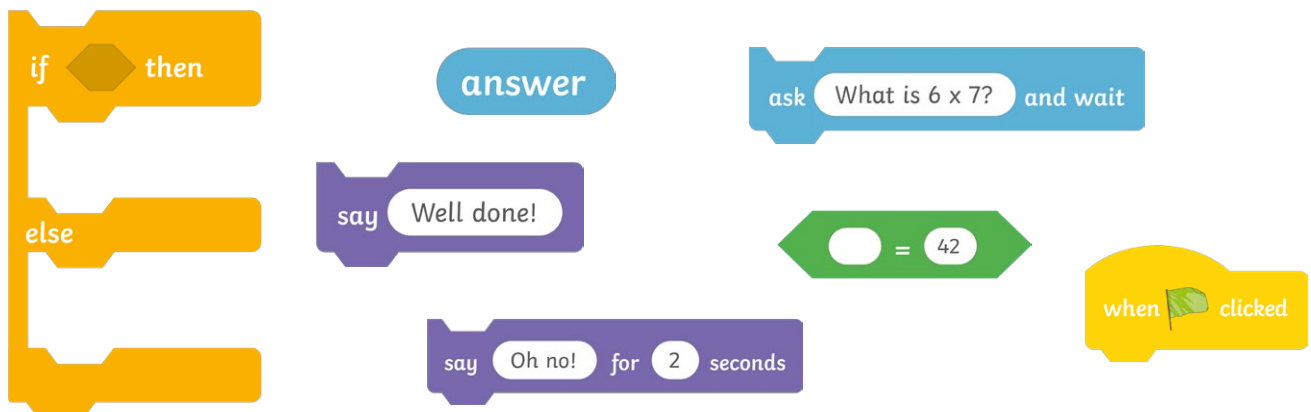 if then
else
answer
say Well done!
say Oh no! for 2 seconds
ask What is 6 x 7? and wait
= 42
when clicked